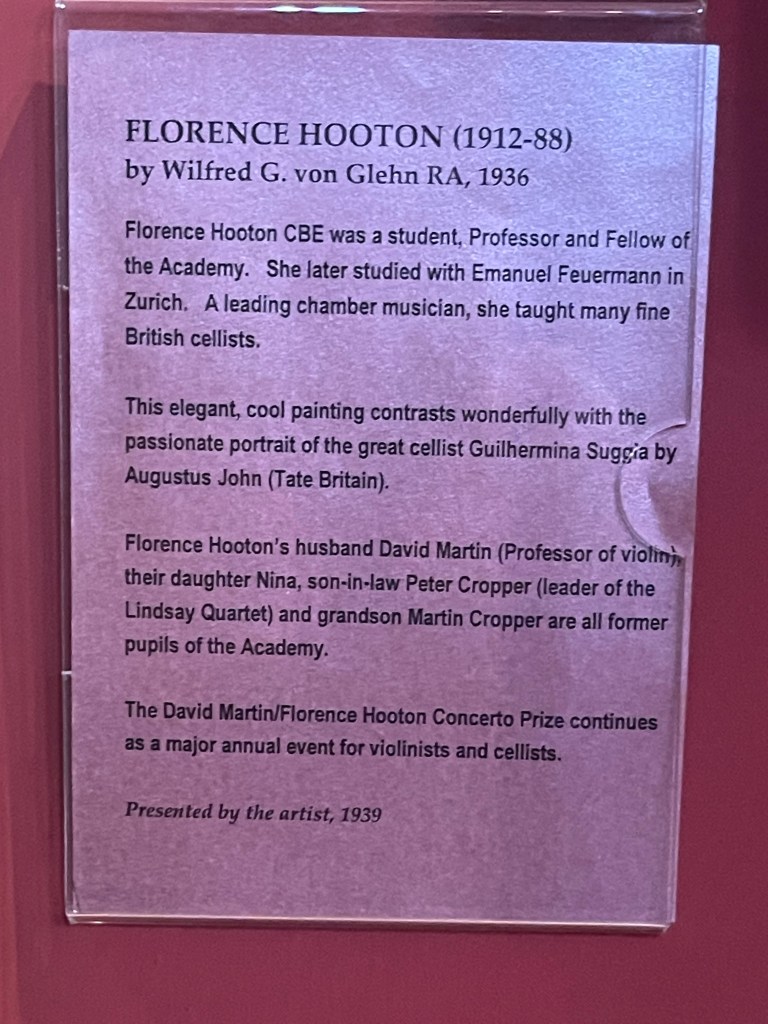 FLORENCE HOOTON (1912-88)
by Wilfred G. von Glehn RA, 1936
Florence Hooton CBE was a student, Professor and Fellow of
the Academy. She later studied with Emanuel Feuermann in
Zurich. A leading chamber musician, she taught many fine
British cellists.
This elegant, cool painting contrasts wonderfully with the
passionate portrait of the great cellist Guilhermina Suggia by
Augustus John (Tate Britain).
Florence Hooton's husband David Martin (Professor of violin),
their daughter Nina, son-in-law Peter Cropper (leader of the
Lindsay Quartet) and grandson Martin Cropper are all former
pupils of the Academy.
The David Martin/Florence Hooton Concerto Prize continues
as a major annual event for violinists and cellists.
Presented by the artist, 1939